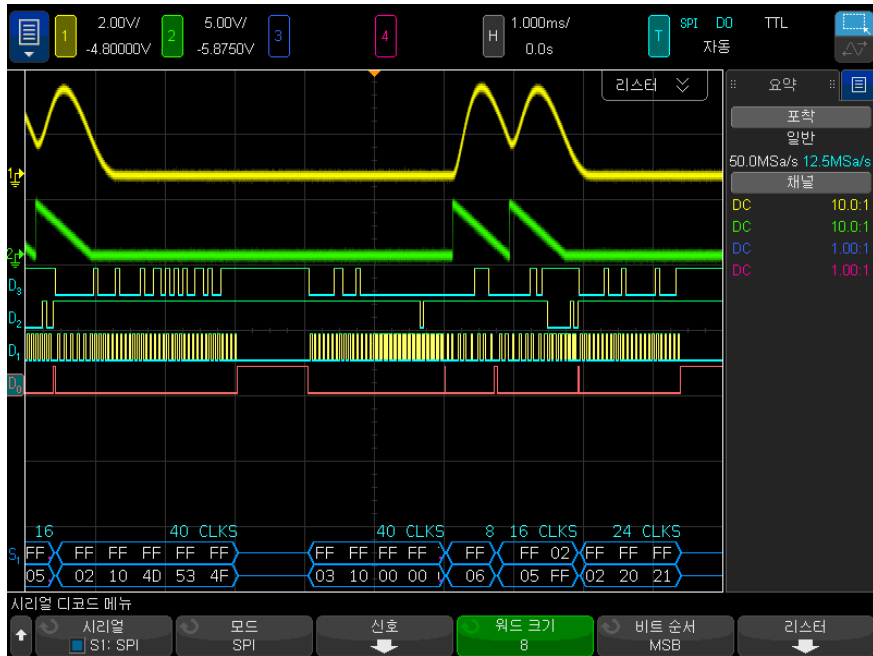 1 2.00V/ 2 5.00V/ 3 4 H 1.000ms/ T SPI D0 TTL
-4.80000V -5.8750V 0.0s 자동
리스터
요약
포착
일반
50.0MSa/s 12.5MSa/s
채널
DC 10.0:1
DC 10.0:1
DC 1.00:1
DC 1.00:1
1
2
D3
D2
D1
D0
16 40 CLKS 40 CLKS 8 16 CLKS 24 CLKS
S1 FF FF FF FF FF FF FF FF FF FF FF FF 02 FF FF FF
05 02 10 4D 53 4F 03 10 00 00 06 05 FF 02 20 21
시리얼 디코드 메뉴
시리얼 모드 신호 워드 크기 비트 순서 리스터
S1: SPI SPI 8 MSB